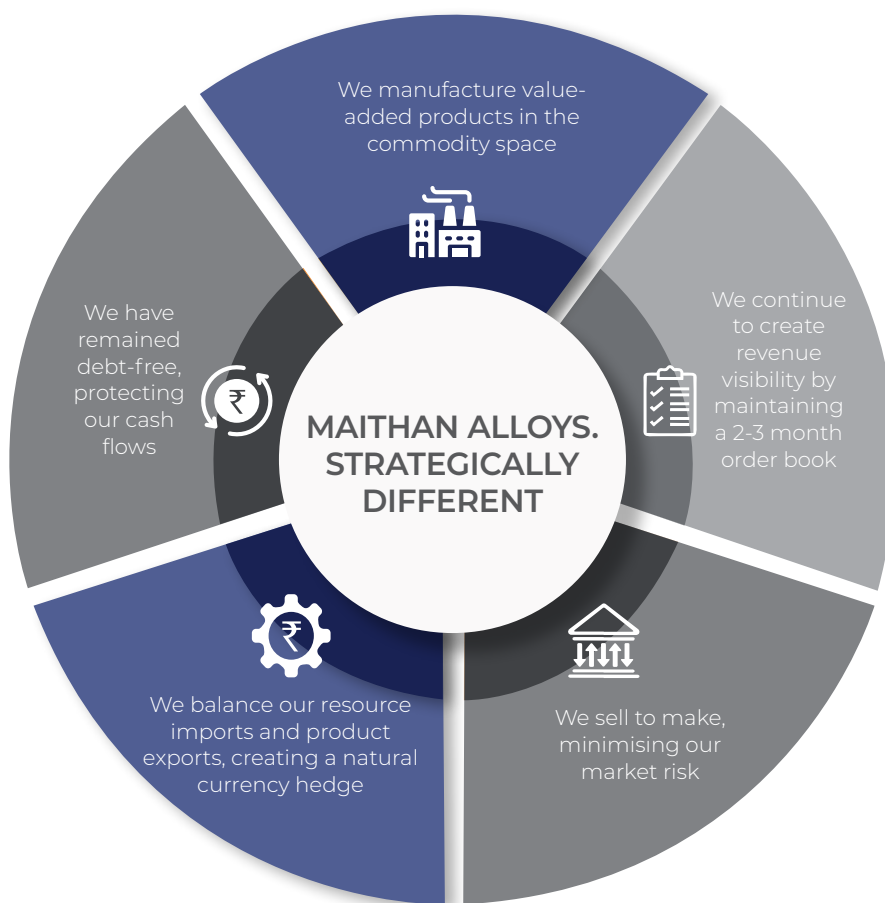 We manufacture value-
added products in the
commodity space
We continue
to create
revenue
visibility by
maintaining
a 2-3 month
order book
We sell to make,
minimising our
market risk
We balance our resource
imports and product
exports, creating a natural
currency hedge
We have
remained
debt-free,
protecting
our cash
flows
₹
₹
MAITHAN ALLOYS.
STRATEGICALLY
DIFFERENT